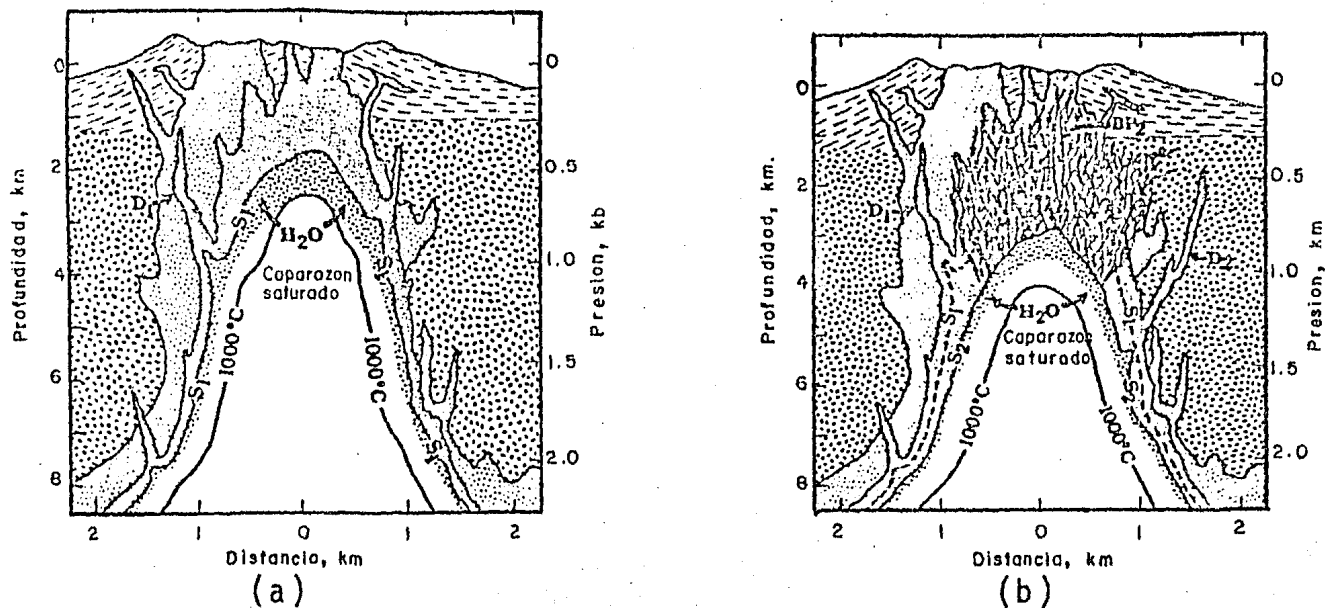 0
2
4
6
8
Profundidad, km
D₁
S₁
S₁
S₁
S₁
H₂O
Caparazon
saturado
1000°C
1000°C
0
0.5
1.0
1.5
2.0
Presion, kb
2
1
0
1
2
Distancia, km
(a)
0
2
4
6
8
Profundidad, km.
D₁
D₂
S₁
S₂
S₁
S₂
H₂O
Caparazon
saturado
1000°C
1000°C
0
0.5
1.0
1.5
2.0
Presion, km
2
1
0
1
2
Distancia, km
(b)